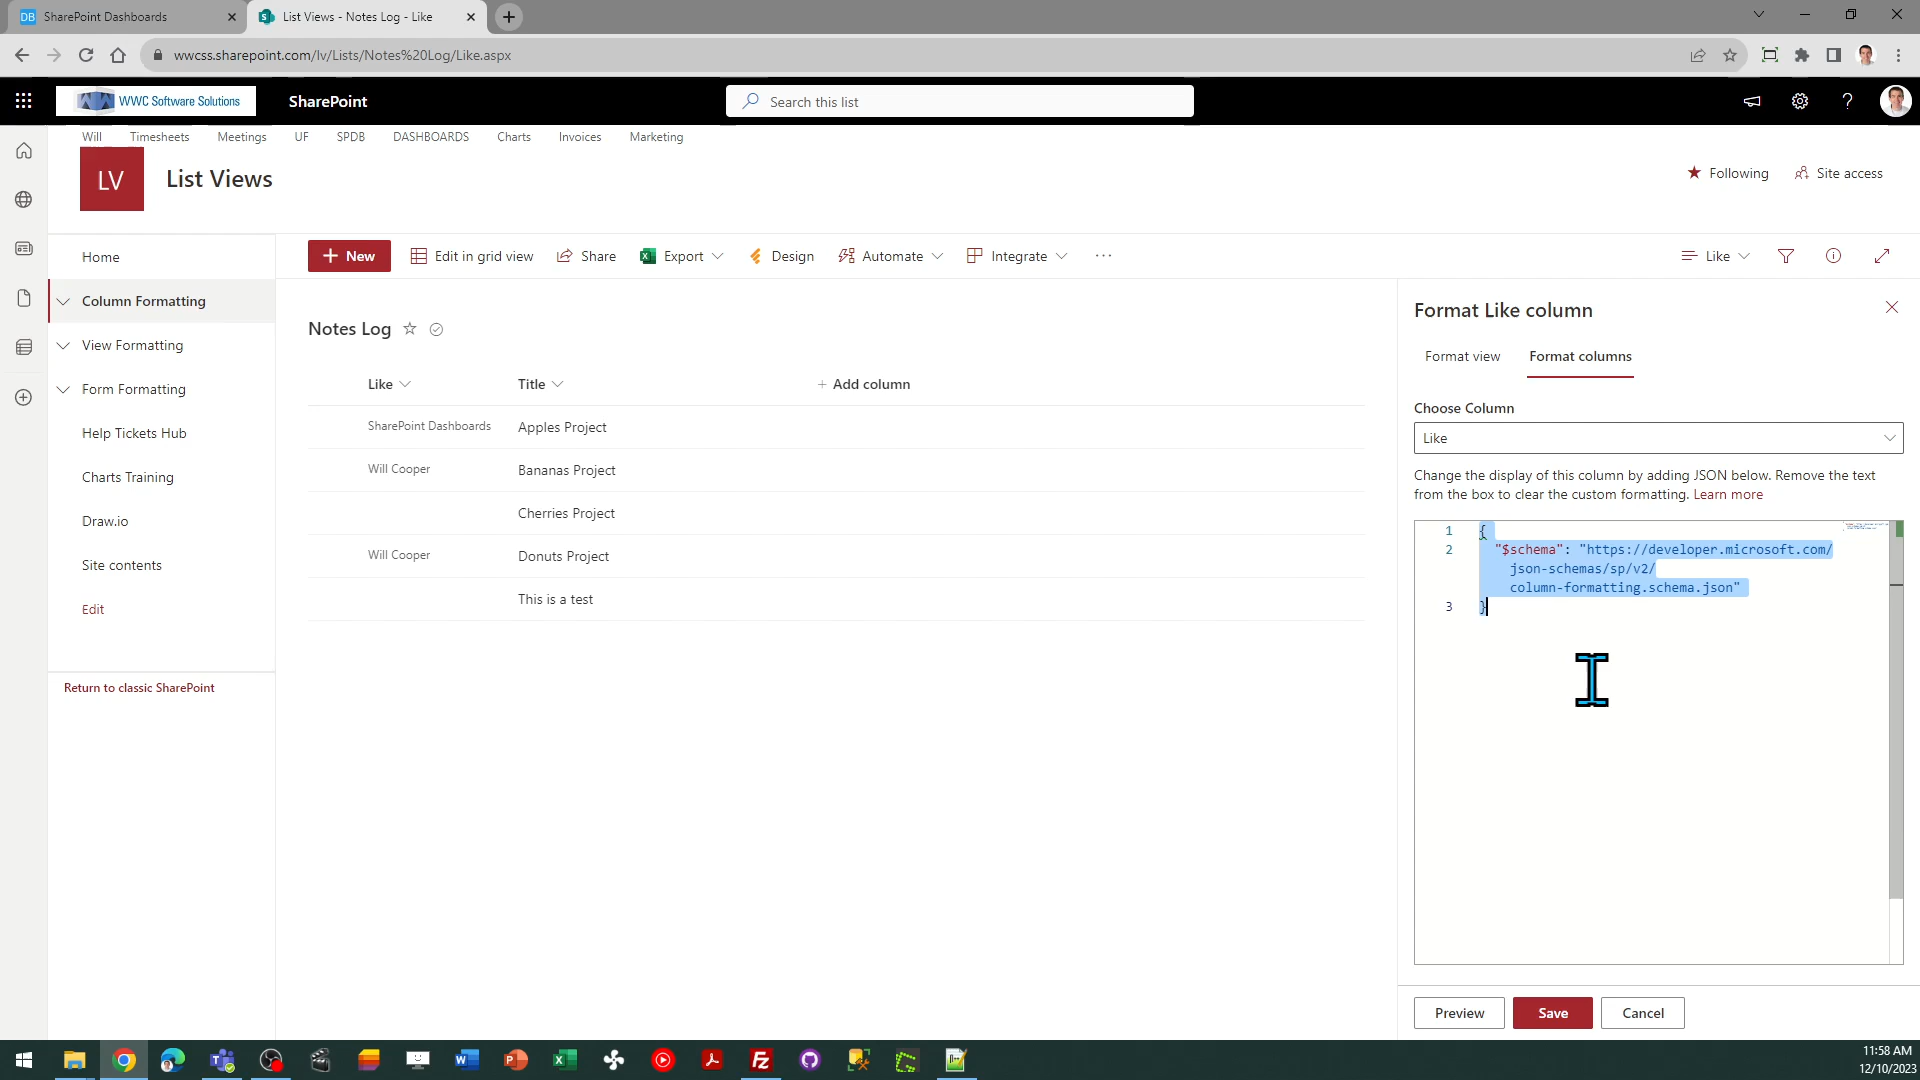 DB SharePoint Dashboards
S List Views - Notes Log - Like
wwcss.sharepoint.com/lv/Lists/Notes%20Log/Like.aspx
WWC Software Solutions
SharePoint
Search this list
Will Timesheets Meetings UF SPDB DASHBOARDS Charts Invoices Marketing
LV
List Views
Following
Site access
Home
Column Formatting
View Formatting
Form Formatting
Help Tickets Hub
Charts Training
Draw.io
Site contents
Edit
Return to classic SharePoint
+ New Edit in grid view Share Export Design Automate Integrate ···
Like
Notes Log
Like Title + Add column
SharePoint Dashboards Apples Project
Will Cooper Bananas Project
Cherries Project
Will Cooper Donuts Project
This is a test
Format Like column
Format view Format columns
Choose Column
Like
Change the display of this column by adding JSON below. Remove the text
from the box to clear the custom formatting. Learn more
1 {
2 "$schema": "https://developer.microsoft.com/
json-schemas/sp/v2/
column-formatting.schema.json"
3 }
Preview Save Cancel
11:58 AM
12/10/2023